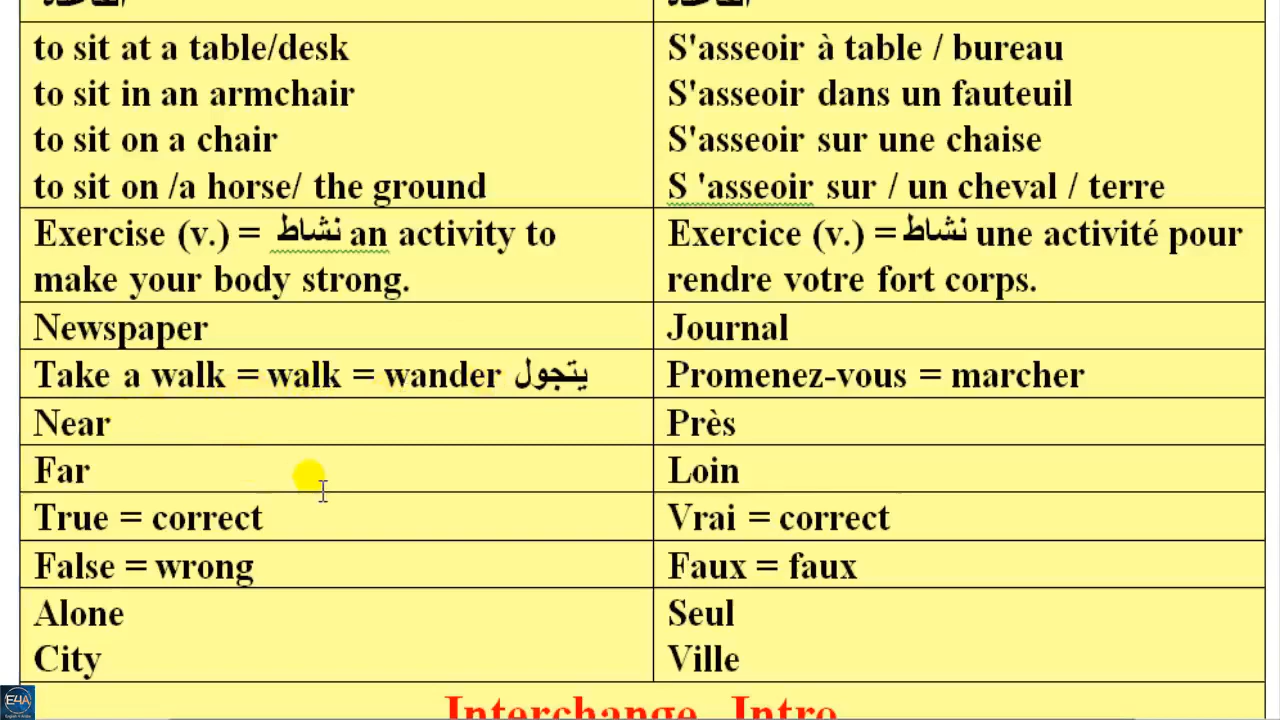 to sit at a table/desk
to sit in an armchair
to sit on a chair
to sit on /a horse/ the ground
S'asseoir à table / bureau
S'asseoir dans un fauteuil
S'asseoir sur une chaise
S 'asseoir sur / un cheval / terre
Exercise (v.) = نشاط an activity to
make your body strong.
Exercice (v.) = نشاط une activité pour
rendre votre fort corps.
Newspaper
Journal
Take a walk = walk = wander يتجول
Promenez-vous = marcher
Near
Près
Far
Loin
True = correct
Vrai = correct
False = wrong
Faux = faux
Alone
City
Seul
Ville
Interchange Intro
E4A